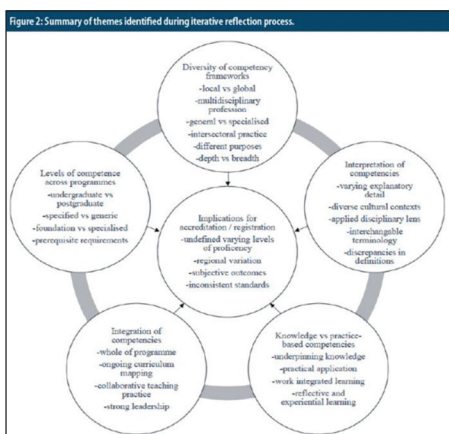 Figure 2: Summary of themes identified during iterative reflection process.
Diversity of competency
frameworks
-local vs global
-multidisciplinary
profession
-general vs specialised
-intersectoral practice
-different purposes
-depth vs breadth
Interpretation of
competencies
-varying explanatory
detail
-diverse cultural contexts
-applied disciplinary lens
-interchangable
terminology
-discrepancies in
definitions
Knowledge vs practice-
based competencies
-underpinning knowledge
-practical application
-work integrated learning
-reflective and
experiential learning
Integration of
competencies
-whole of programme
-ongoing curriculum
mapping
-collaborative teaching
practice
-strong leadership
Levels of competence
across programmes
-undergraduate vs
postgraduate
-specified vs generic
-foundation vs specialised
-prerequisite requirements
Implications for
accreditation / registration
-undefined varying levels
of proficency
-regional variation
-subjective outcomes
-inconsistent standards